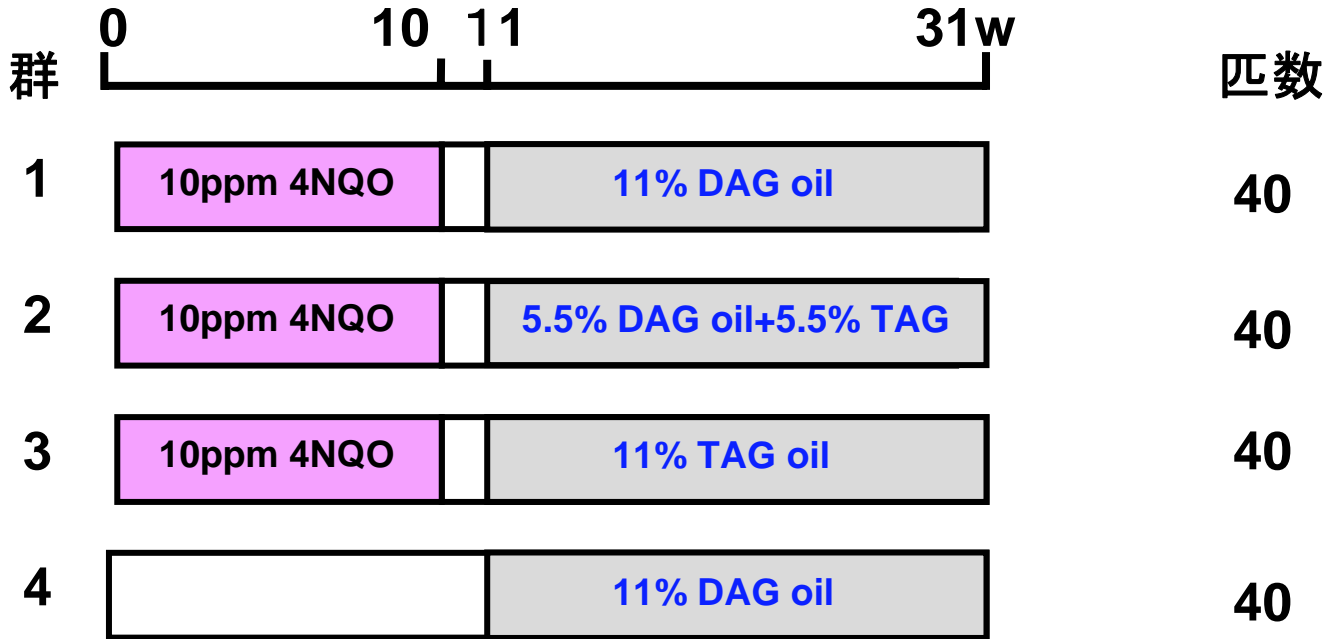 0 10 11 31w
群 匹数
1 10ppm 4NQO 11% DAG oil 40
2 10ppm 4NQO 5.5% DAG oil+5.5% TAG 40
3 10ppm 4NQO 11% TAG oil 40
4 11% DAG oil 40